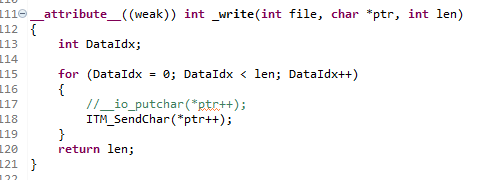 111 __attribute__((weak)) int _write(int file, char *ptr, int len)
112 {
113     int DataIdx;
114
115     for (DataIdx = 0; DataIdx < len; DataIdx++)
116     {
117         //__io_putchar(*ptr++);
118         ITM_SendChar(*ptr++);
119     }
120     return len;
121 }
122